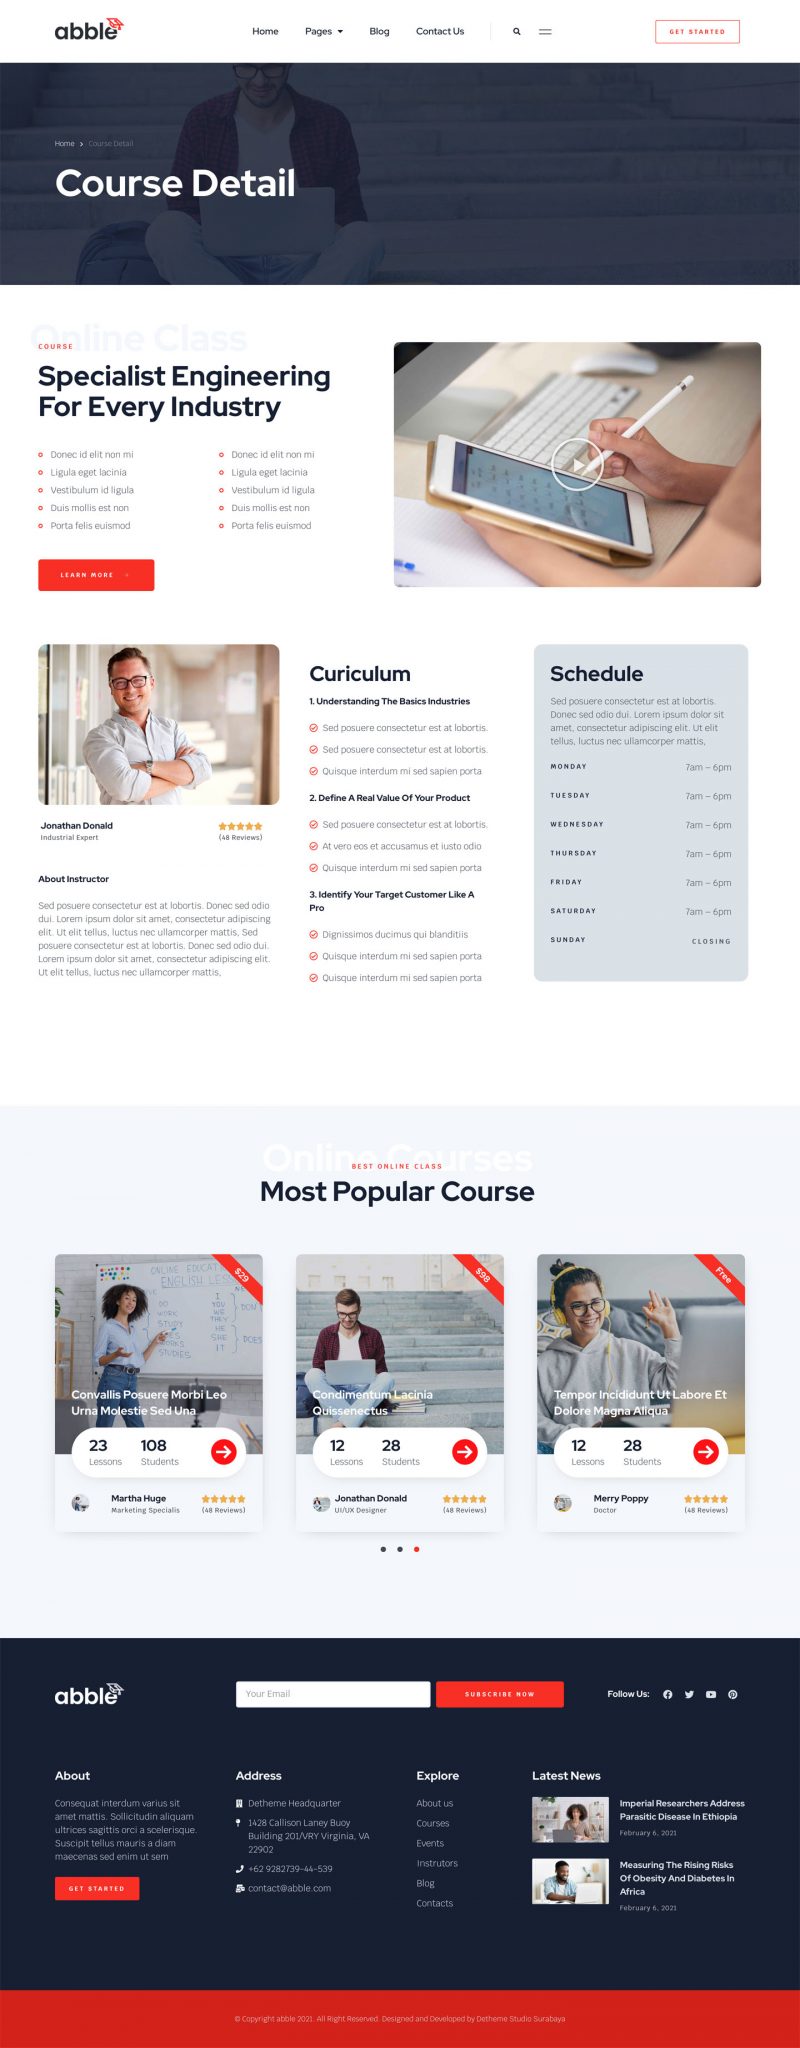 abble
Home Pages Blog Contact Us
GET STARTED
Home > Course Detail
Course Detail
Online Class
COURSE
Specialist Engineering
For Every Industry
Donec id elit non mi
Ligula eget lacinia
Vestibulum id ligula
Duis mollis est non
Porta felis euismod
Donec id elit non mi
Ligula eget lacinia
Vestibulum id ligula
Duis mollis est non
Porta felis euismod
LEARN MORE
Jonathan Donald
Industrial Expert
(48 Reviews)
About Instructor
Sed posuere consectetur est at lobortis. Donec sed odio
dui. Lorem ipsum dolor sit amet, consectetur adipiscing
elit. Ut elit tellus, luctus nec ullamcorper mattis, Sed
posuere consectetur est at lobortis. Donec sed odio dui.
Lorem ipsum dolor sit amet, consectetur adipiscing elit.
Ut elit tellus, luctus nec ullamcorper mattis,
Curiculum
1. Understanding The Basics Industries
Sed posuere consectetur est at lobortis.
Sed posuere consectetur est at lobortis.
Quisque interdum mi sed sapien porta
2. Define A Real Value Of Your Product
Sed posuere consectetur est at lobortis.
At vero eos et accusamus et iusto odio
Quisque interdum mi sed sapien porta
3. Identify Your Target Customer Like A
Pro
Dignissimos ducimus qui blanditiis
Quisque interdum mi sed sapien porta
Quisque interdum mi sed sapien porta
Schedule
Sed posuere consectetur est at lobortis.
Donec sed odio dui. Lorem ipsum dolor sit
amet, consectetur adipiscing elit. Ut elit
tellus, luctus nec ullamcorper mattis,
MONDAY 7am – 6pm
TUESDAY 7am – 6pm
WEDNESDAY 7am – 6pm
THURSDAY 7am – 6pm
FRIDAY 7am – 6pm
SATURDAY 7am – 6pm
SUNDAY CLOSING
Online Courses
BEST ONLINE CLASS
Most Popular Course
$29
ONLINE EDUCAT
ENGLISH LES
DO
WORK
STUDY
STUDIES
I
YOU
WE
THEY
HE
SHE
IT
DON
DOES
Convallis Posuere Morbi Leo
Urna Molestie Sed Una
23 108
Lessons Students
Martha Huge
Marketing Specialis
(48 Reviews)
$98
Condimentum Lacinia
Quissenectus
12 28
Lessons Students
Jonathan Donald
UI/UX Designer
(48 Reviews)
Free
Tempor Incididunt Ut Labore Et
Dolore Magna Aliqua
12 28
Lessons Students
Merry Poppy
Doctor
(48 Reviews)
abble
Your Email
SUBSCRIBE NOW
Follow Us:
About
Consequat interdum varius sit
amet mattis. Sollicitudin aliquam
ultrices sagittis orci a scelerisque.
Suscipit tellus mauris a diam
maecenas sed enim ut sem
GET STARTED
Address
Detheme Headquarter
1428 Callison Laney Buoy
Building 201/VRY Virginia, VA
22902
+62 9282739-44-539
contact@abble.com
Explore
About us
Courses
Events
Instrutors
Blog
Contacts
Latest News
Imperial Researchers Address
Parasitic Disease In Ethiopia
February 6, 2021
Measuring The Rising Risks
Of Obesity And Diabetes In
Africa
February 6, 2021
© Copyright abble 2021. All Right Reserved. Designed and Developed by Detheme Studio Surabaya